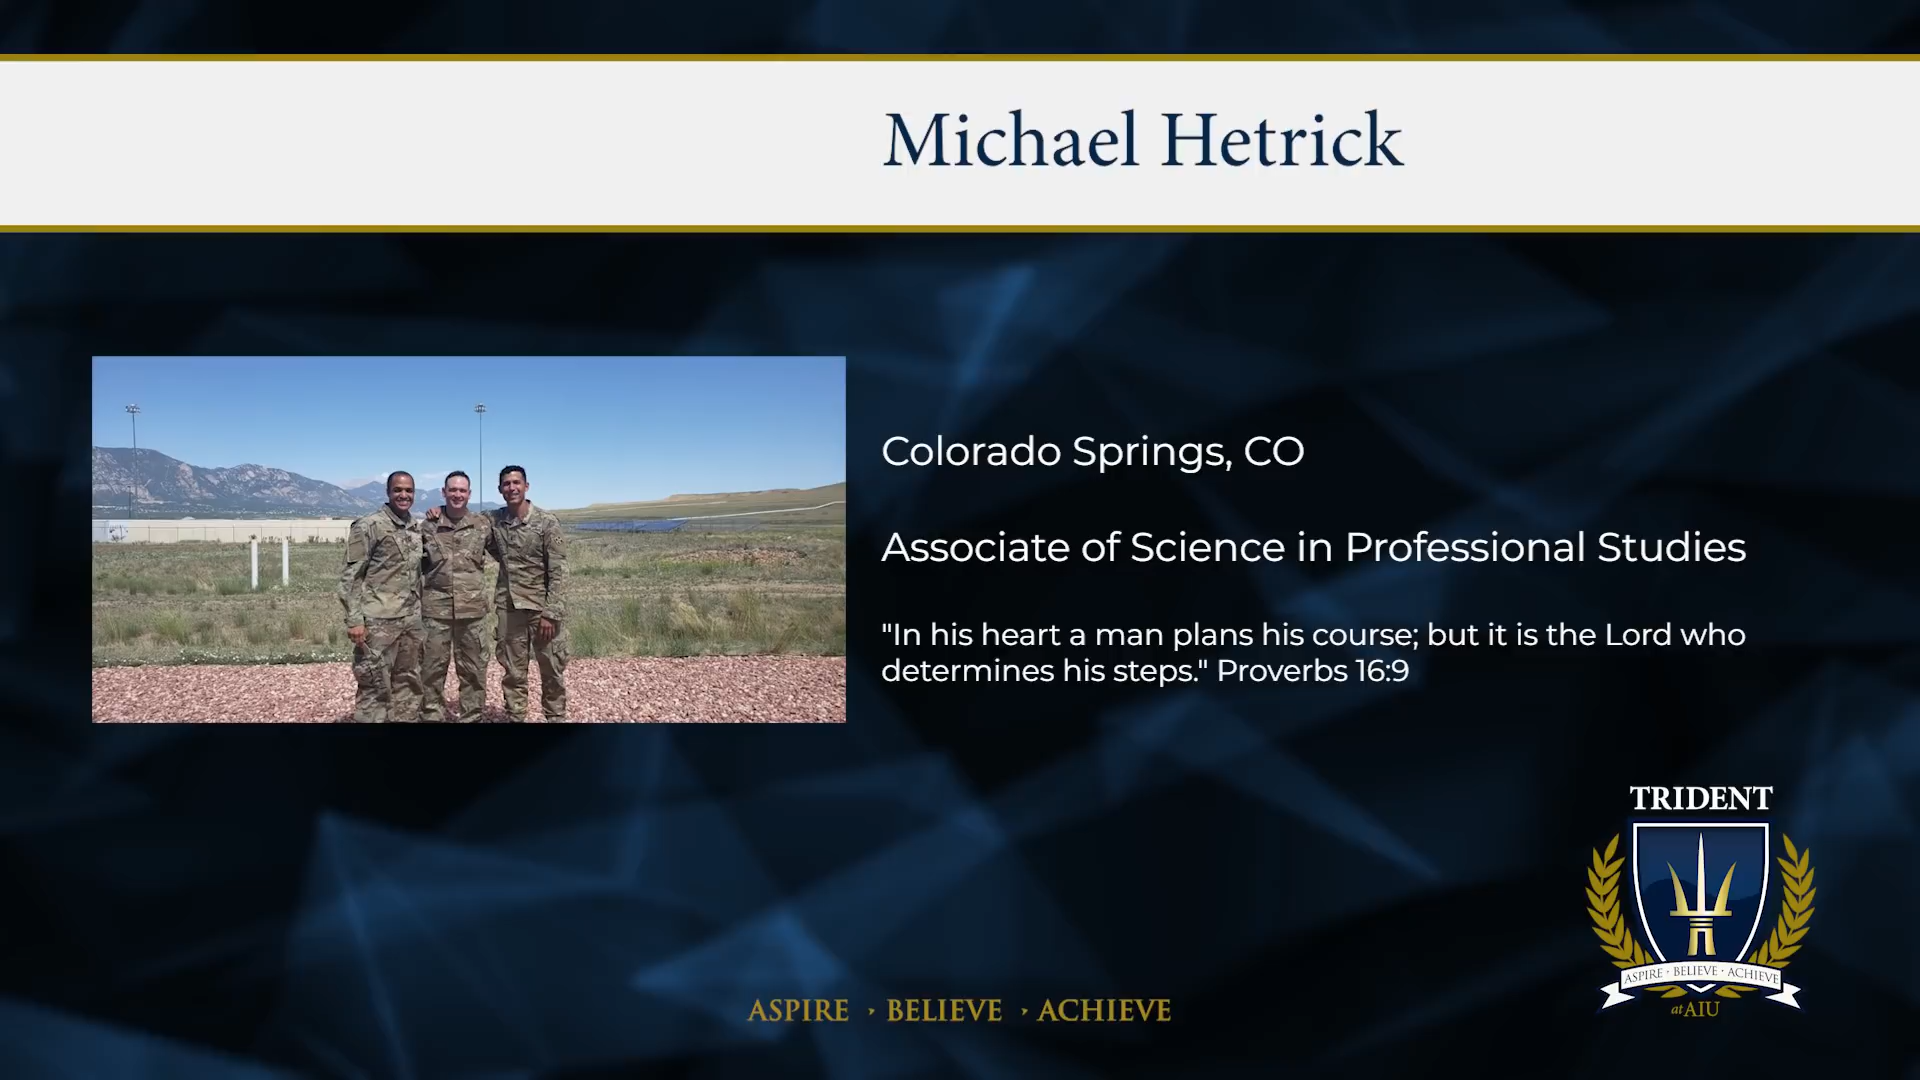 Michael Hetrick
Colorado Springs, CO
Associate of Science in Professional Studies
"In his heart a man plans his course; but it is the Lord who
determines his steps." Proverbs 16:9
TRIDENT
ASPIRE · BELIEVE · ACHIEVE
at AIU
ASPIRE · BELIEVE · ACHIEVE